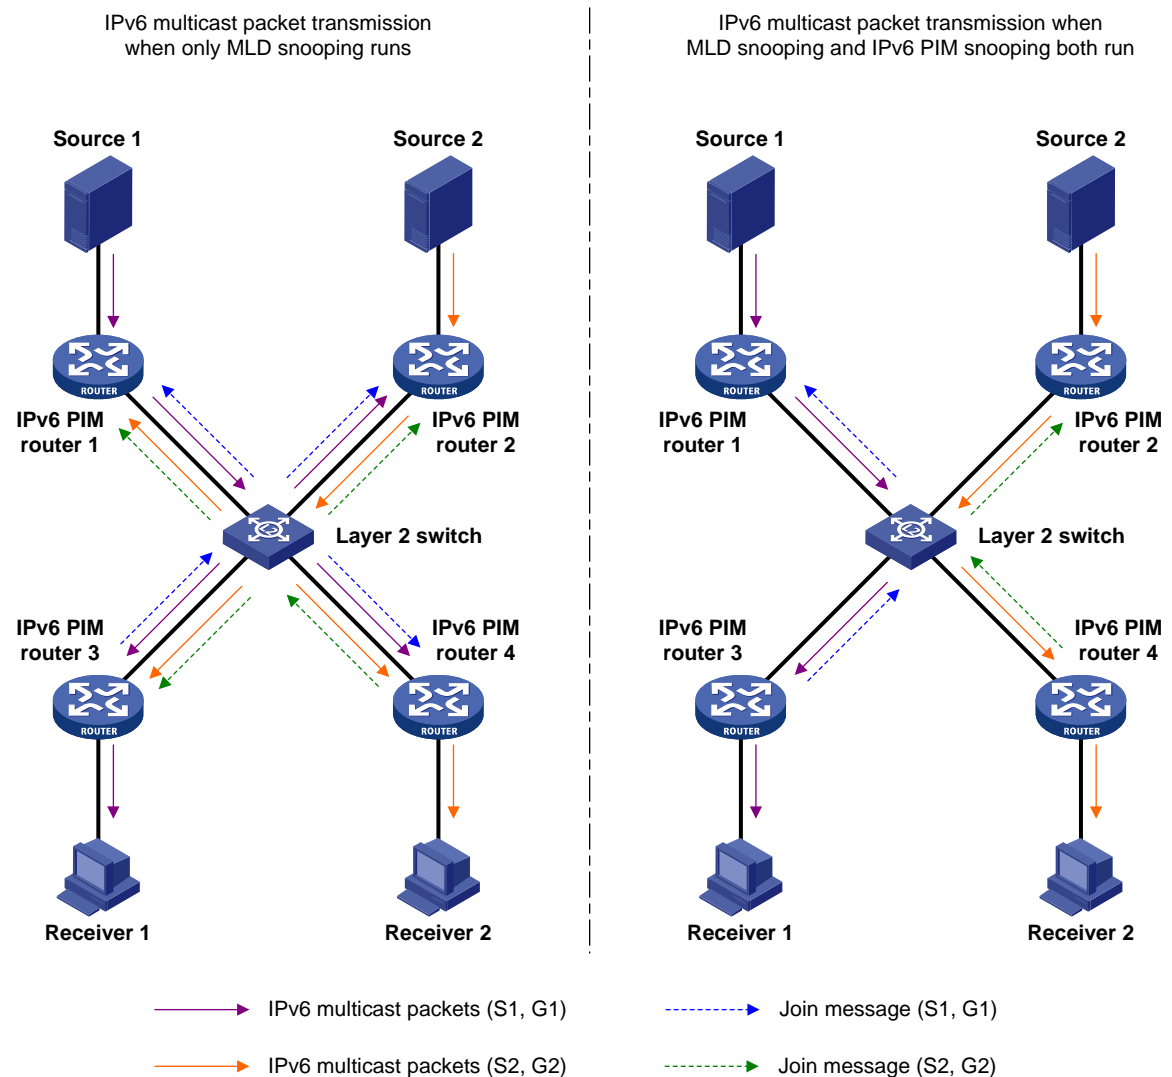 IPv6 multicast packet transmission
when only MLD snooping runs
IPv6 multicast packet transmission when
MLD snooping and IPv6 PIM snooping both run
Source 1
Source 2
Source 1
Source 2
ROUTER
ROUTER
ROUTER
ROUTER
IPv6 PIM
router 1
IPv6 PIM
router 2
IPv6 PIM
router 1
IPv6 PIM
router 2
Layer 2 switch
Layer 2 switch
IPv6 PIM
router 3
IPv6 PIM
router 4
IPv6 PIM
router 3
IPv6 PIM
router 4
ROUTER
ROUTER
ROUTER
ROUTER
Receiver 1
Receiver 2
Receiver 1
Receiver 2
IPv6 multicast packets (S1, G1)
Join message (S1, G1)
IPv6 multicast packets (S2, G2)
Join message (S2, G2)